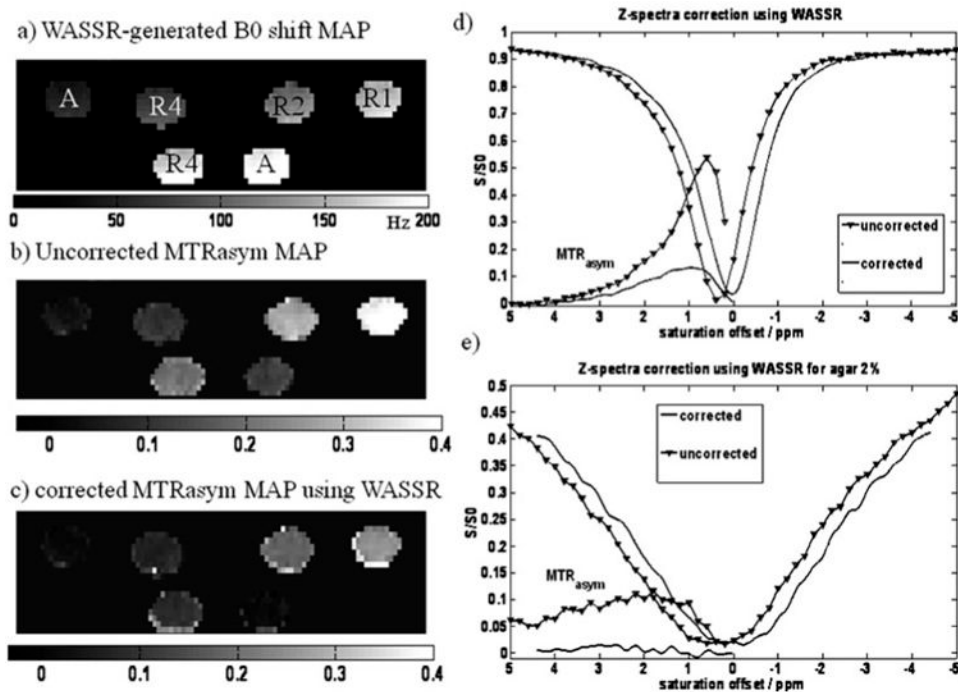 a) WASSR-generated B0 shift MAP
A R4 R2 R1
R4 A
0 50 100 150 Hz 200
b) Uncorrected MTRasym MAP
0 0.1 0.2 0.3 0.4
c) corrected MTRasym MAP using WASSR
0 0.1 0.2 0.3 0.4
d) Z-spectra correction using WASSR
1
0.9
0.8
0.7
0.6
0.5
0.4
0.3
0.2
0.1
0
S/S0
MTRasym
uncorrected
corrected
5 4 3 2 1 0 -1 -2 -3 -4 -5
saturation offset / ppm
e) Z-spectra correction using WASSR for agar 2%
0.5
0.45
0.4
0.35
0.3
0.25
0.2
0.15
0.1
0.05
0
S/S0
corrected
uncorrected
MTRasym
5 4 3 2 1 0 -1 -2 -3 -4 -5
saturation offset / ppm